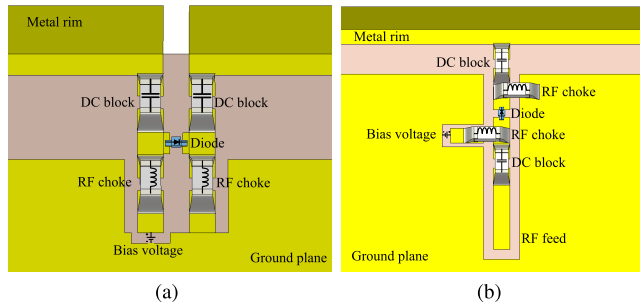 Metal rim
DC block
DC block
Diode
RF choke
RF choke
Bias voltage
Ground plane
(a)
Metal rim
DC block
RF choke
Diode
Bias voltage
RF choke
DC block
RF feed
Ground plane
(b)